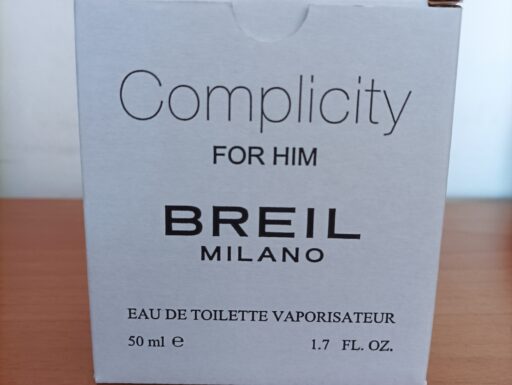 Complicity
FOR HIM
BREIL
MILANO
EAU DE TOILETTE VAPORISATEUR
50 ml ℮ 1.7 FL. OZ.